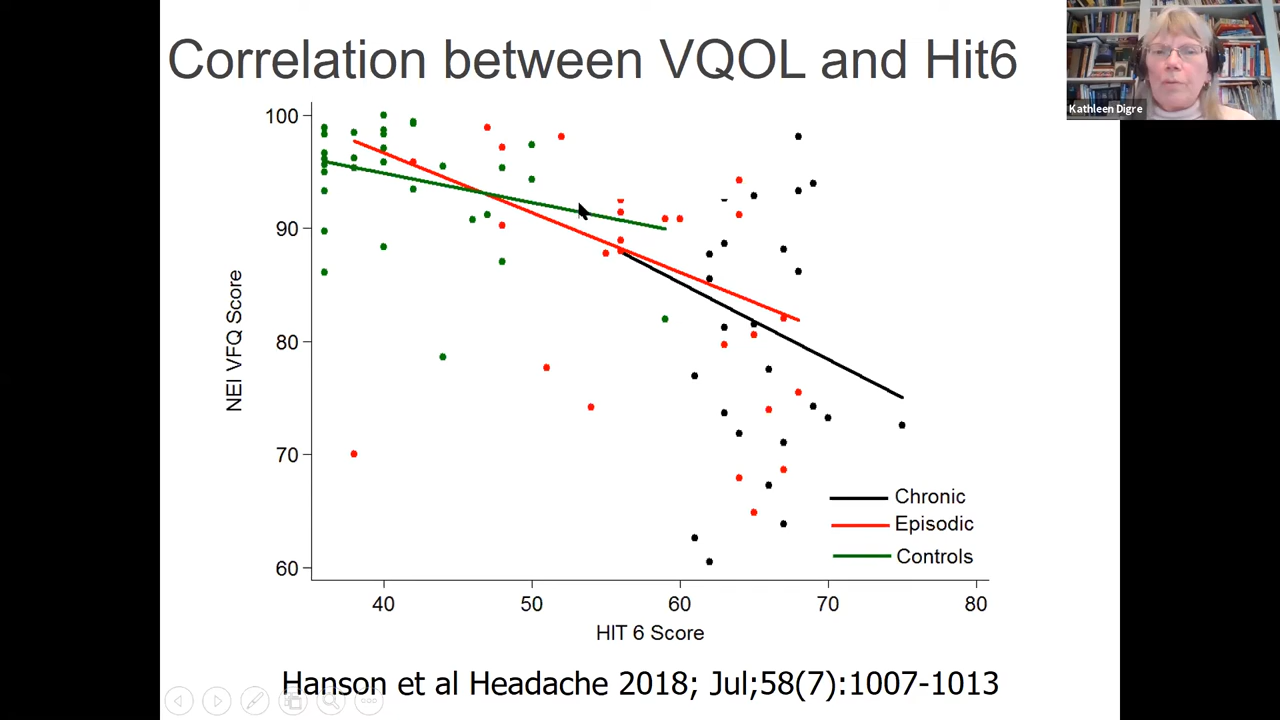 Correlation between VQOL and Hit6
Kathleen Digre
100
90
80
70
60
NEI VFQ Score
40
50
60
70
80
HIT 6 Score
Chronic
Episodic
Controls
Hanson et al Headache 2018; Jul;58(7):1007-1013